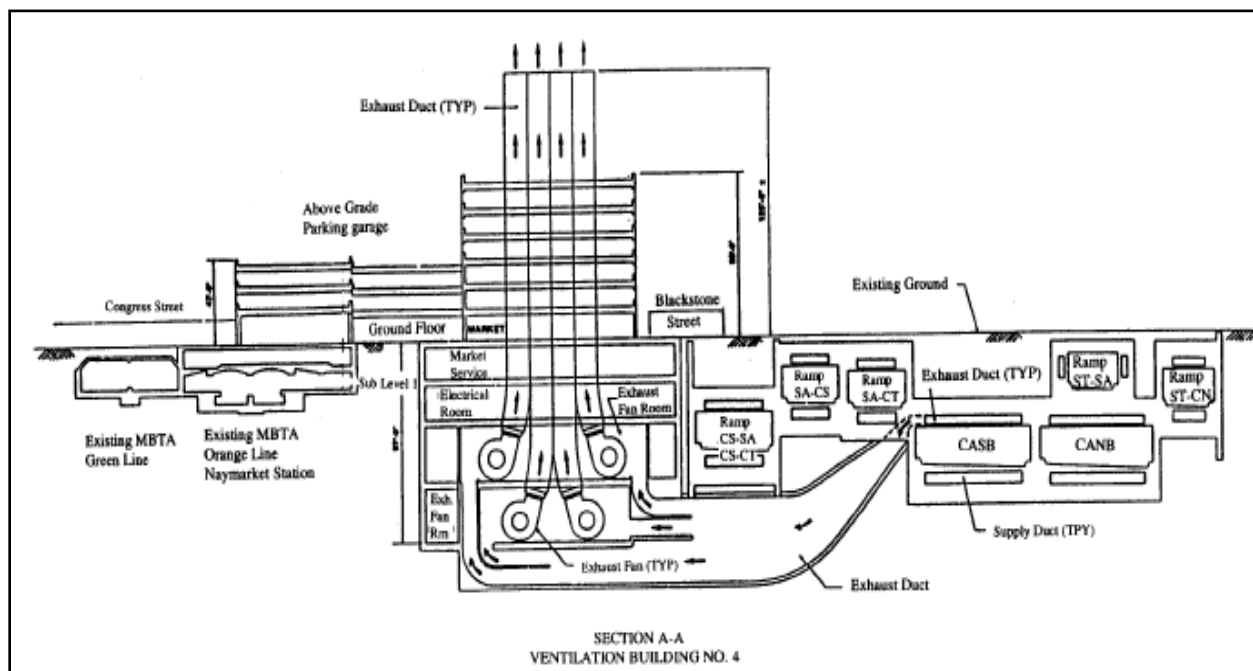 Exhaust Duct (TYP)
Above Grade
Parking garage
Congress Street
Ground Floor
MARKET
Blackstone
Street
Existing Ground
Market
Service
Sub Level 1
Electrical
Room
Exhaust
Fan Room
Ramp
SA-CS
Ramp
SA-CT
Exhaust Duct (TYP)
Ramp
ST-SA
Ramp
ST-CN
Existing MBTA
Green Line
Existing MBTA
Orange Line
Naymarket Station
Ramp
CS-SA
CS-CT
CASB
CANB
Exh.
Fan
Rm
Exhaust Fan (TYP)
Supply Duct (TPY)
Exhaust Duct
SECTION A-A
VENTILATION BUILDING NO. 4